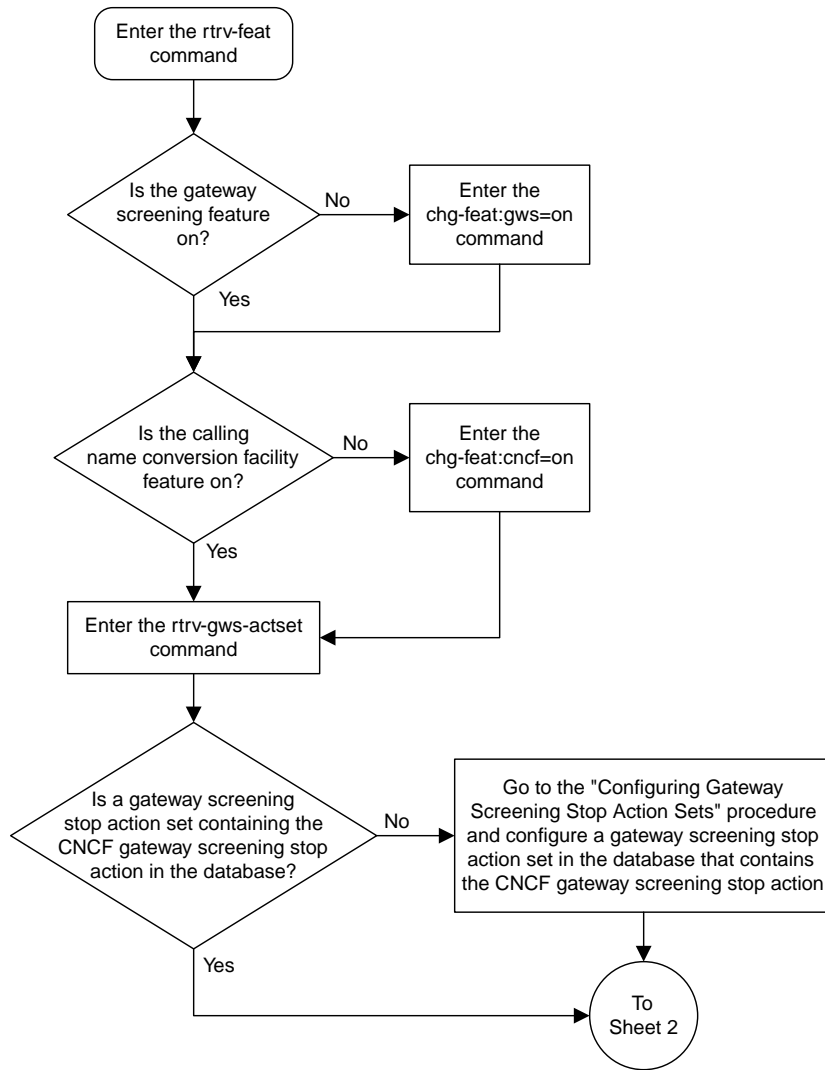 Enter the rtrv-feat
command
Is the gateway
screening feature
on?
No
Enter the
chg-feat:gws=on
command
Yes
Is the calling
name conversion facility
feature on?
No
Enter the
chg-feat:cncf=on
command
Yes
Enter the rtrv-gws-actset
command
Is a gateway screening
stop action set containing the
CNCF gateway screening stop
action in the database?
No
Go to the "Configuring Gateway
Screening Stop Action Sets" procedure
and configure a gateway screening stop
action set in the database that contains
the CNCF gateway screening stop action
Yes
To
Sheet 2